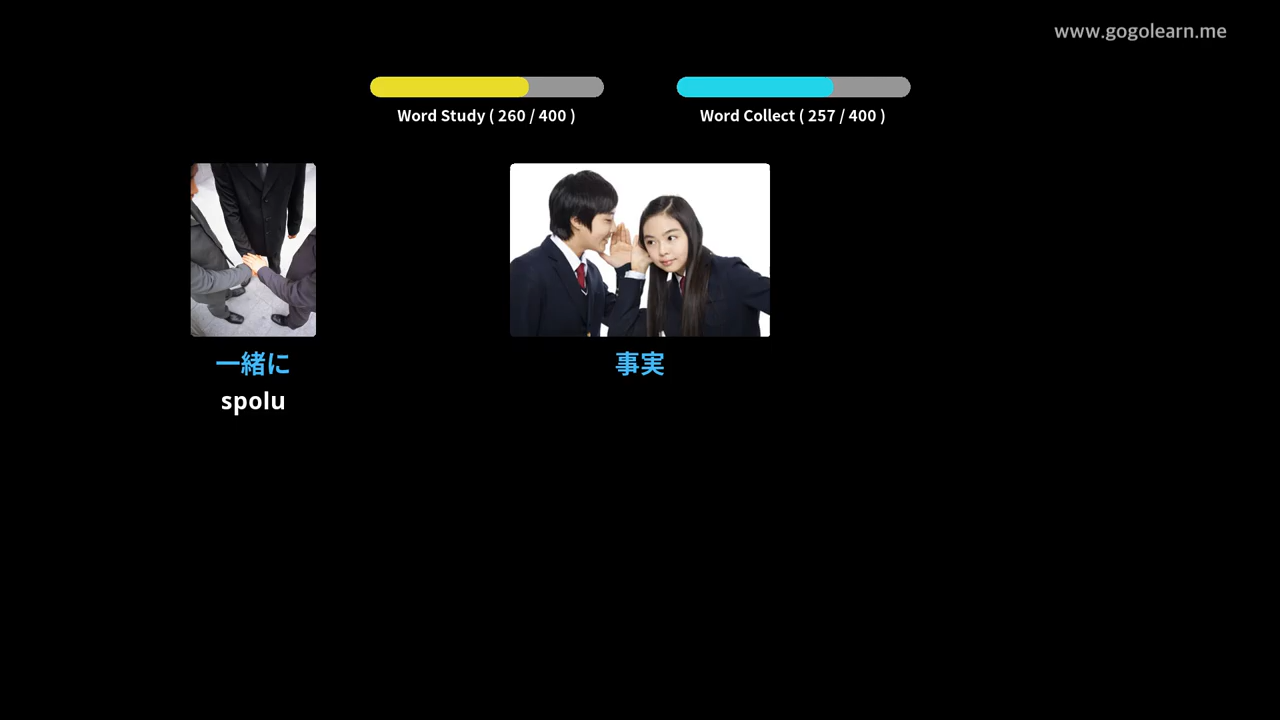 www.gogolearn.me
Word Study ( 260 / 400 )
Word Collect ( 257 / 400 )
一緒に
spolu
事実